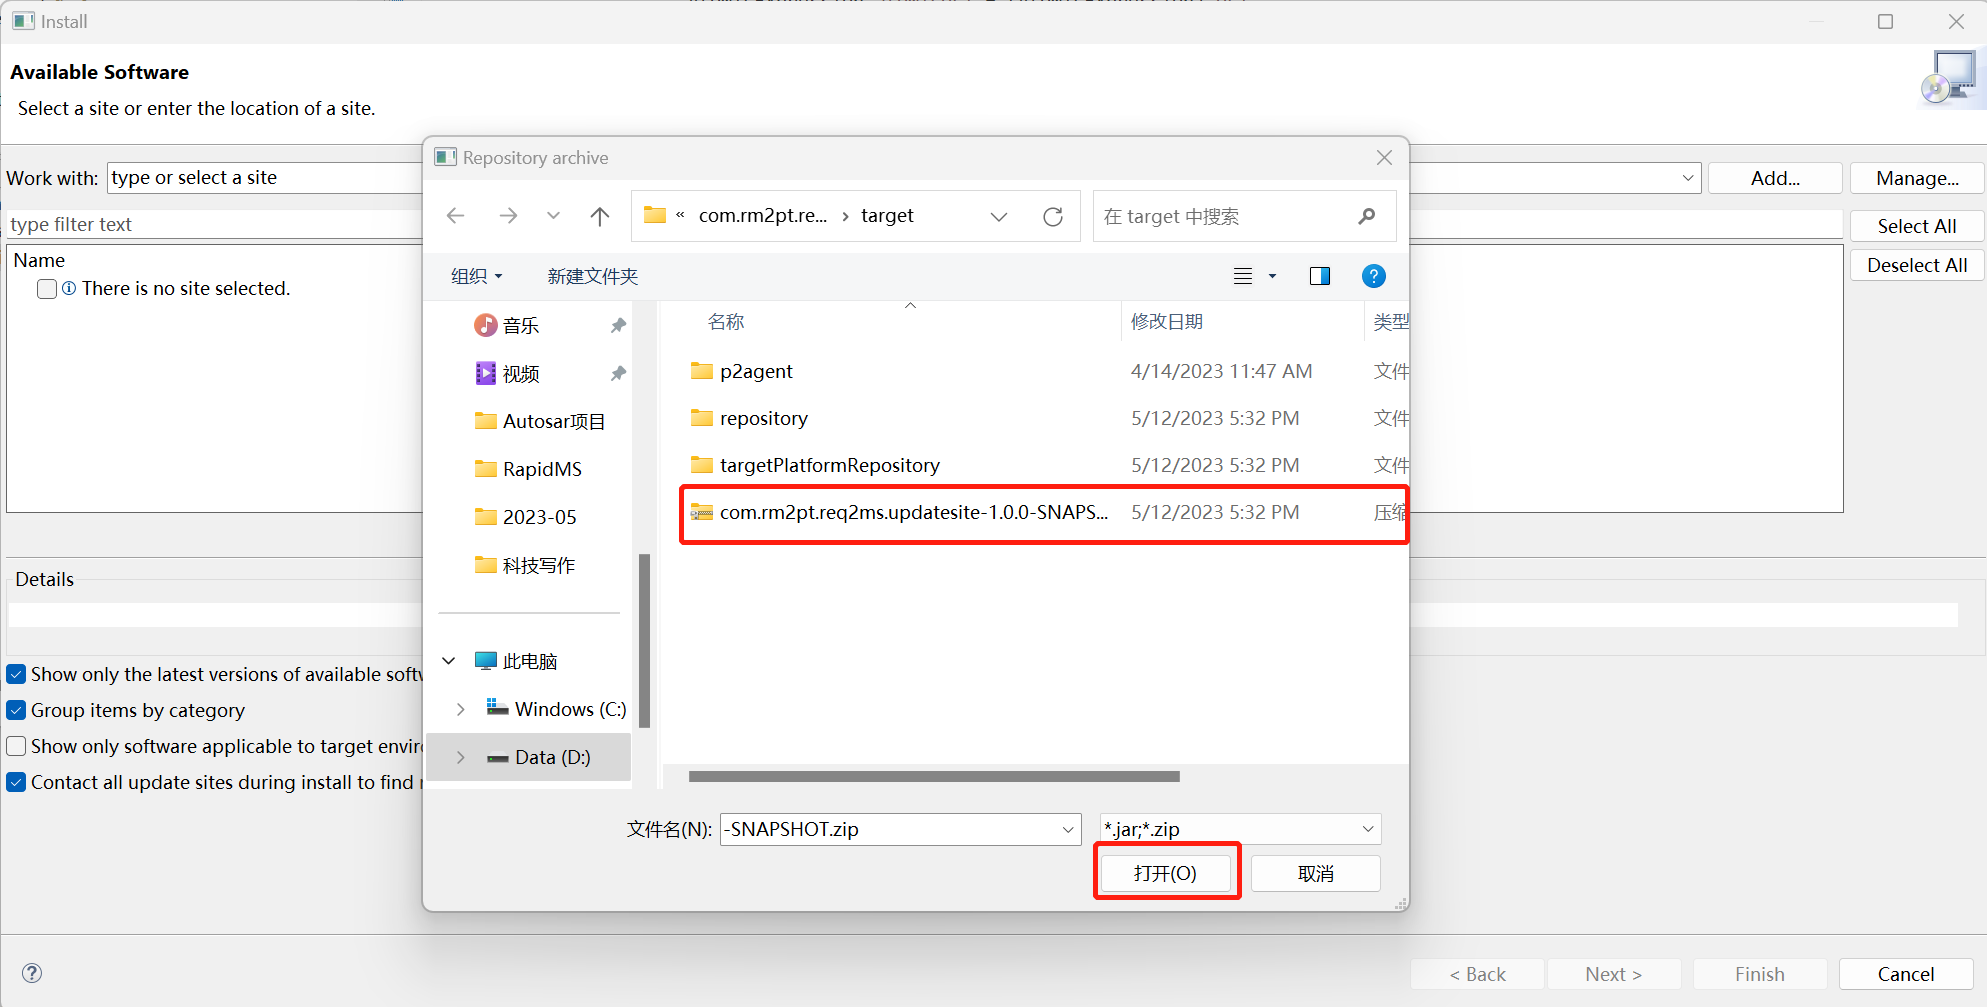 Install
Available Software
Select a site or enter the location of a site.
Work with:
type or select a site
Add...
Manage...
type filter text
Select All
Deselect All
Name
There is no site selected.
Details
Show only the latest versions of available
Group items by category
Show only software applicable to target
Contact all update sites during install to find
Repository archive
« com.rm2pt.re... › target
在 target 中搜索
组织
新建文件夹
音乐
视频
Autosar项目
RapidMS
2023-05
科技写作
此电脑
Windows (C:)
Data (D:)
名称 修改日期 类型
p2agent 4/14/2023 11:47 AM 文件
repository 5/12/2023 5:32 PM 文件
targetPlatformRepository 5/12/2023 5:32 PM 文件
com.rm2pt.req2ms.updatesite-1.0.0-SNAPS... 5/12/2023 5:32 PM 压缩
文件名(N): -SNAPSHOT.zip *.jar;*.zip
打开(O) 取消
< Back Next > Finish Cancel